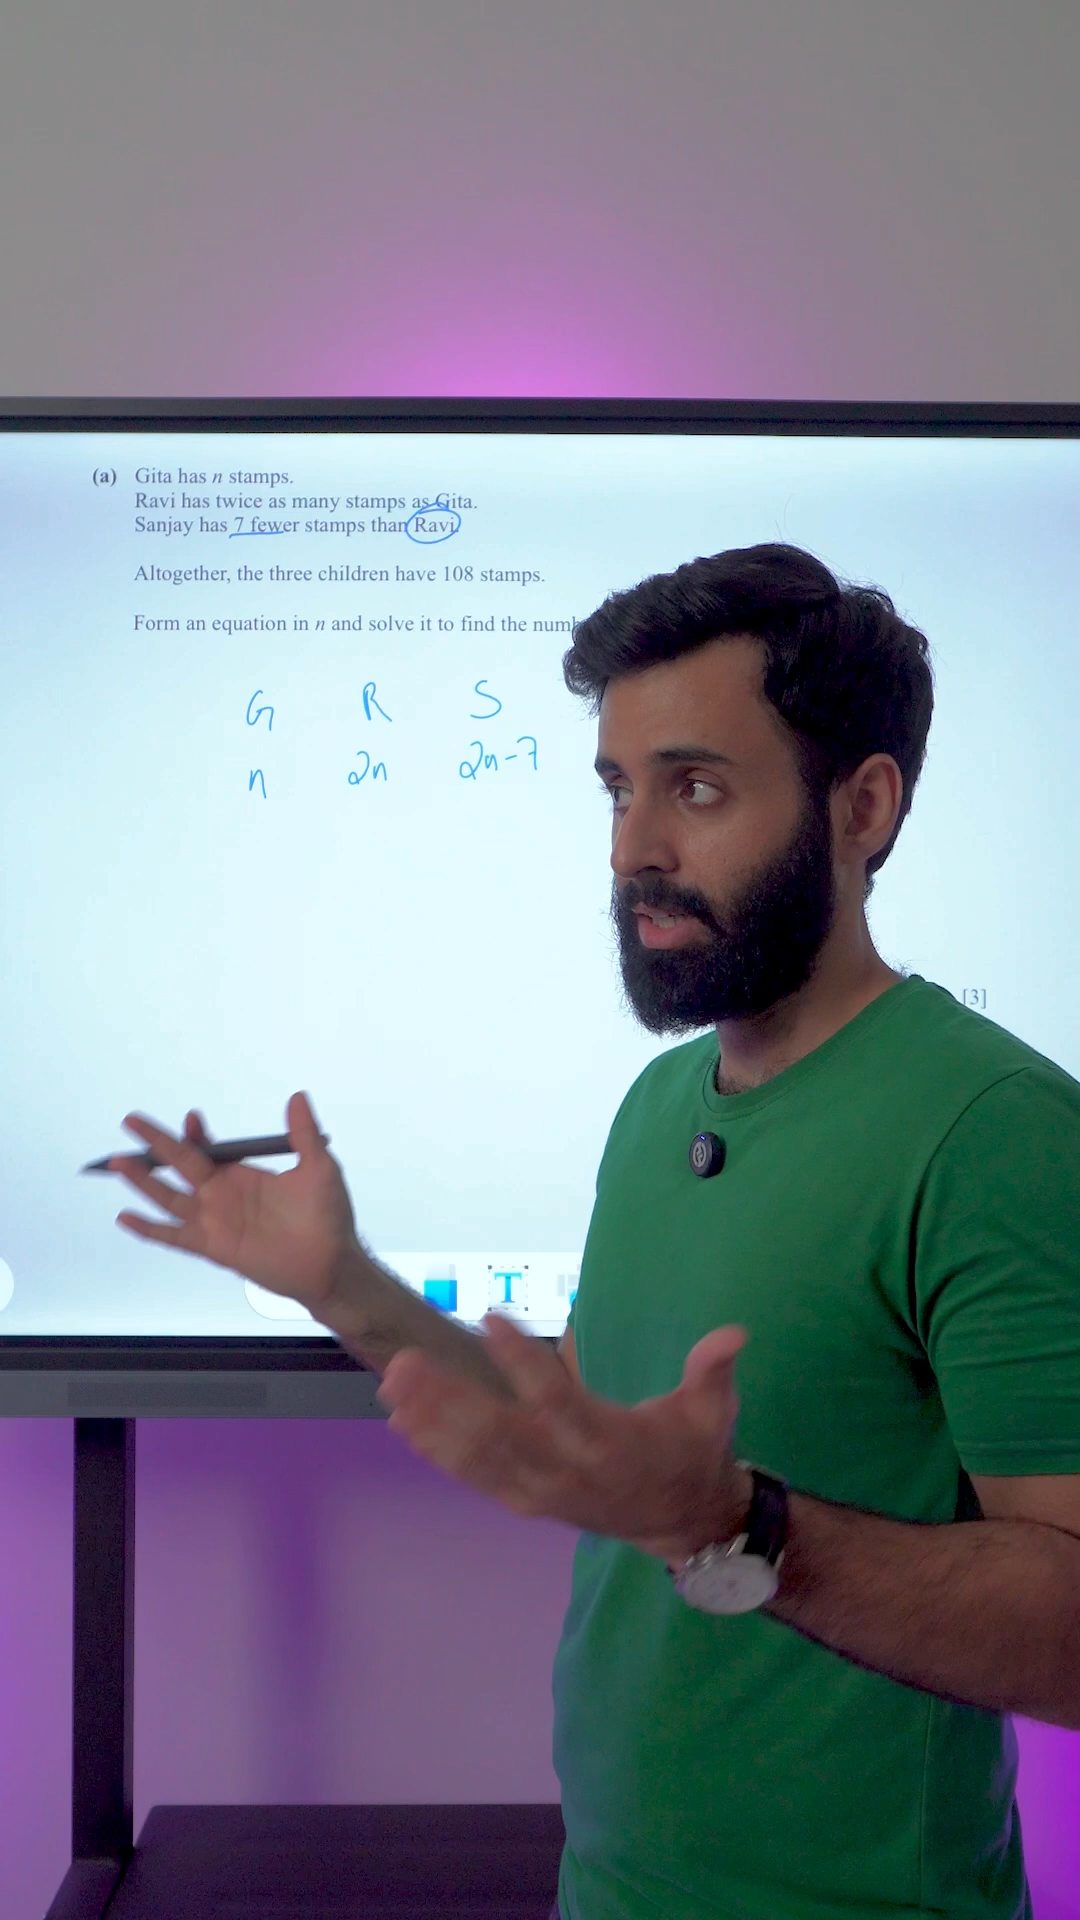 (a) Gita has n stamps.
Ravi has twice as many stamps as Gita.
Sanjay has 7 fewer stamps than Ravi.
Altogether, the three children have 108 stamps.
Form an equation in n and solve it to find the
G R S
n 2n 2n-7
[3]
T